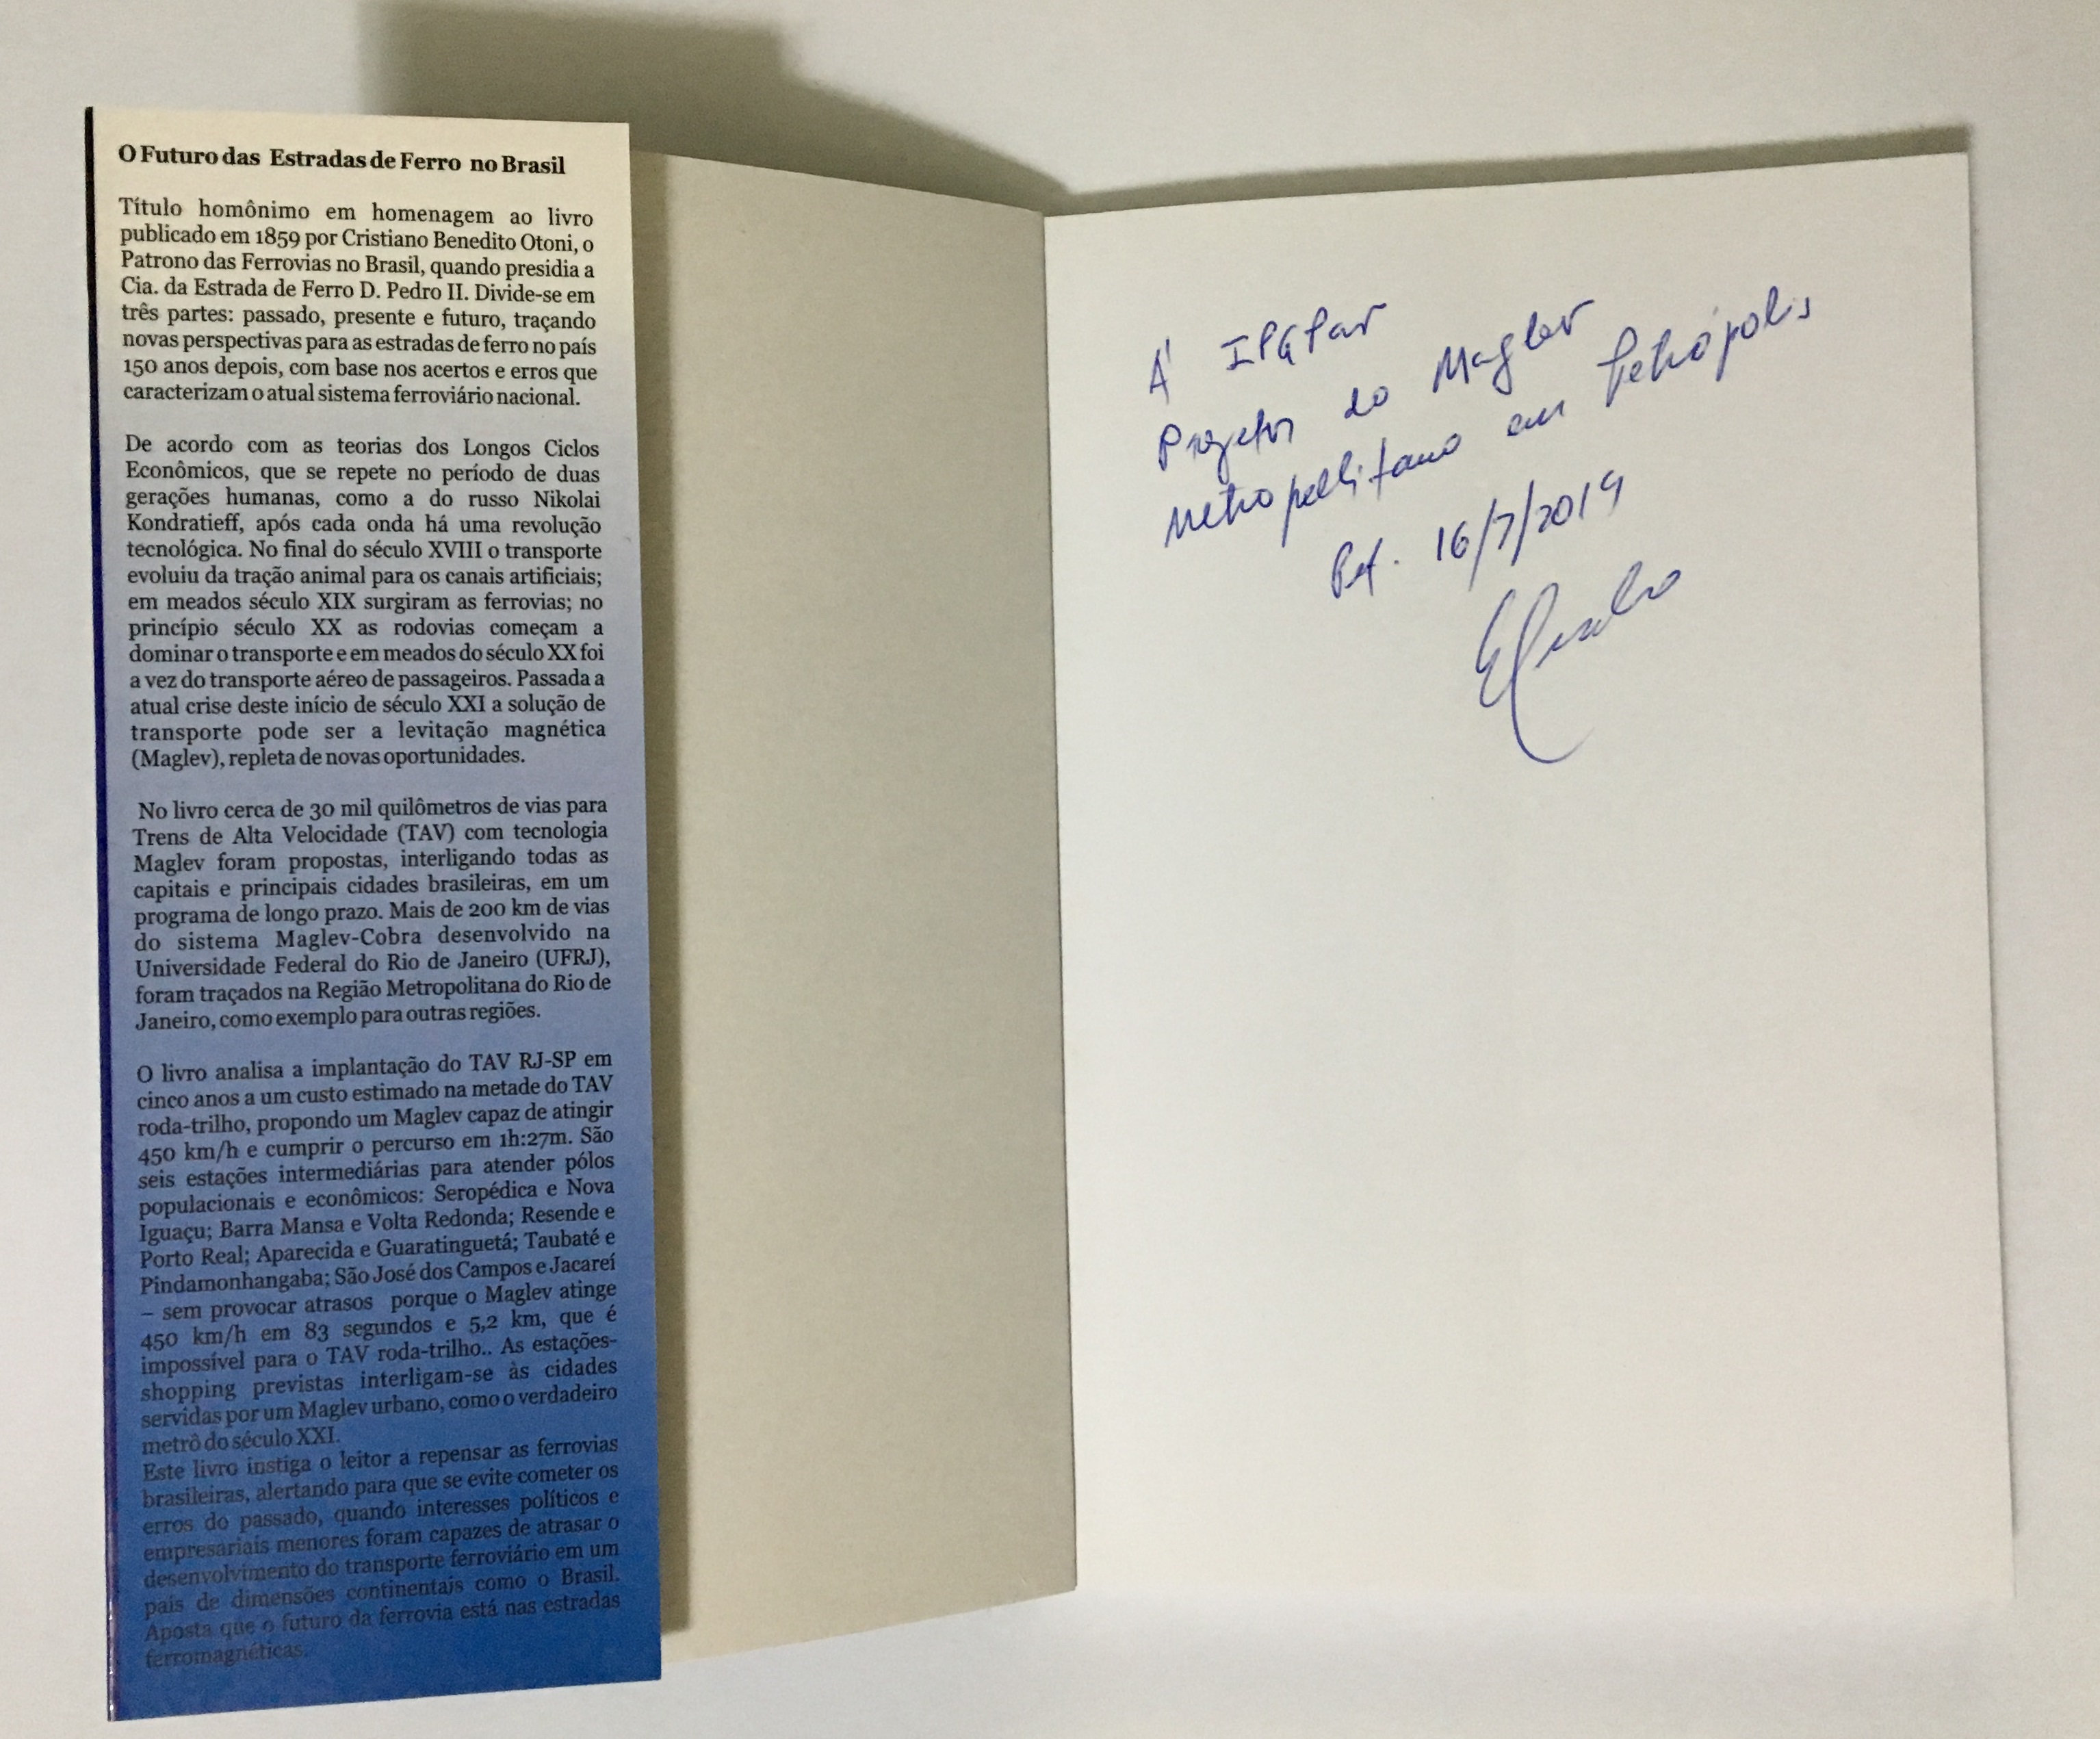 O Futuro das Estradas de Ferro no Brasil
Título homônimo em homenagem ao livro
publicado em 1859 por Cristiano Benedito Otoni, o
Patrono das Ferrovias no Brasil, quando presidia a
Cia. da Estrada de Ferro D. Pedro II. Divide-se em
três partes: passado, presente e futuro, traçando
novas perspectivas para as estradas de ferro no país
150 anos depois, com base nos acertos e erros que
caracterizam o atual sistema ferroviário nacional.
De acordo com as teorias dos Longos Ciclos
Econômicos, que se repete no período de duas
gerações humanas, como a do russo Nikolai
Kondratieff, após cada onda há uma revolução
tecnológica. No final do século XVIII o transporte
evoluiu da tração animal para os canais artificiais;
em meados século XIX surgiram as ferrovias; no
princípio século XX as rodovias começam a
dominar o transporte e em meados do século XX foi
a vez do transporte aéreo de passageiros. Passada a
atual crise deste início de século XXI a solução de
transporte pode ser a levitação magnética
(Maglev), repleta de novas oportunidades.
No livro cerca de 30 mil quilômetros de vias para
Trens de Alta Velocidade (TAV) com tecnologia
Maglev foram propostas, interligando todas as
capitais e principais cidades brasileiras, em um
programa de longo prazo. Mais de 200 km de vias
do sistema Maglev-Cobra desenvolvido na
Universidade Federal do Rio de Janeiro (UFRJ),
foram traçados na Região Metropolitana do Rio de
Janeiro, como exemplo para outras regiões.
O livro analisa a implantação do TAV RJ-SP em
cinco anos a um custo estimado na metade do TAV
roda-trilho, propondo um Maglev capaz de atingir
450 km/h e cumprir o percurso em 1h:27m. São
seis estações intermediárias para atender pólos
populacionais e econômicos: Seropédica e Nova
Iguaçu; Barra Mansa e Volta Redonda; Resende e
Porto Real; Aparecida e Guaratinguetá; Taubaté e
Pindamonhangaba; São José dos Campos e Jacareí
– sem provocar atrasos porque o Maglev atinge
450 km/h em 83 segundos e 5,2 km, que é
impossível para o TAV roda-trilho.. As estações-
shopping previstas interligam-se às cidades
servidas por um Maglev urbano, como o verdadeiro
metrô do século XXI.
Este livro instiga o leitor a repensar as ferrovias
brasileiras, alertando para que se evite cometer os
erros do passado, quando interesses políticos e
empresariais menores foram capazes de atrasar o
desenvolvimento do transporte ferroviário em um
país de dimensões continentais como o Brasil.
Aposta que o futuro da ferrovia está nas estradas
ferromagnéticas.
À IPGPar
do Maglev
Metropolitano em Petrópolis
Pet. 16/7/2019